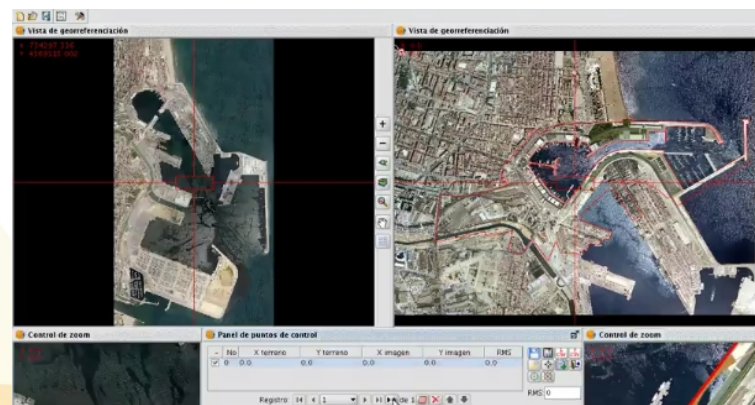 Vista de georreferenciación
Vista de georreferenciación
Control de zoom
Panel de puntos de control
Control de zoom
- No X terreno Y terreno X imagen Y imagen RMS
0 0.0 0.0 0.0 0.0 0.0
Registro: 1 de 1
RMS: 0